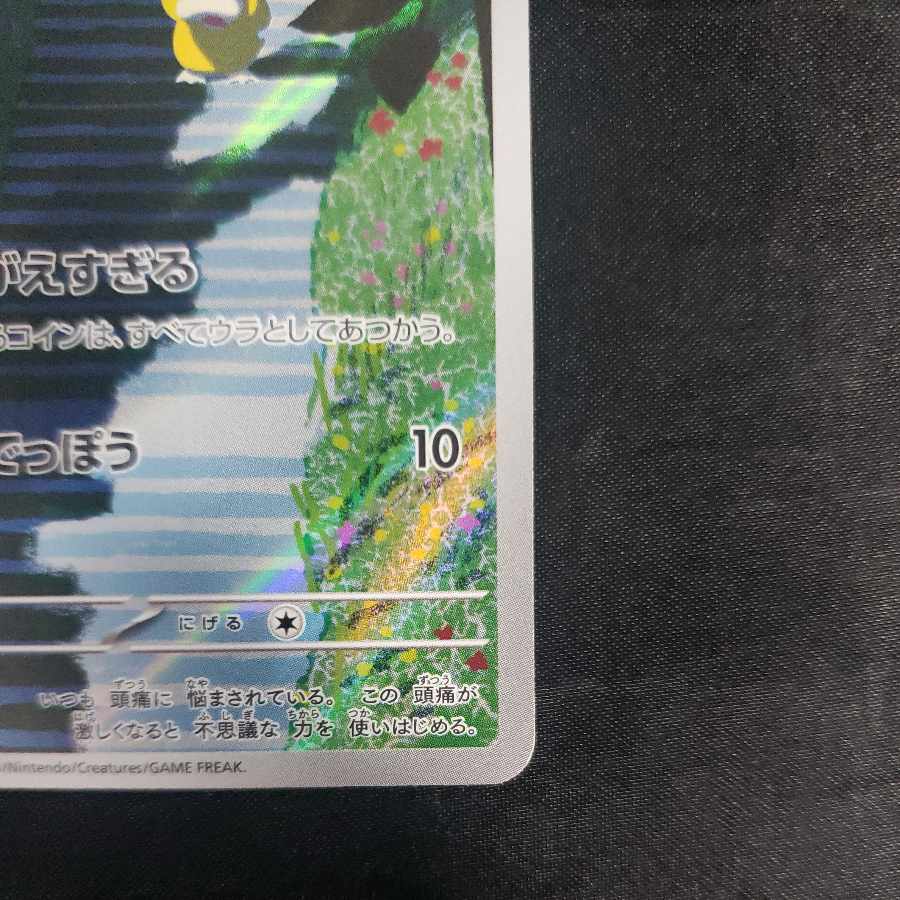 がえすぎる
るコインは、すべてウラとしてあつかう。
でっぽう 10
にげる
いつも 頭痛に 悩まされている。 この 頭痛が
激しくなると 不思議な 力を 使いはじめる。
/Nintendo/Creatures/GAME FREAK.